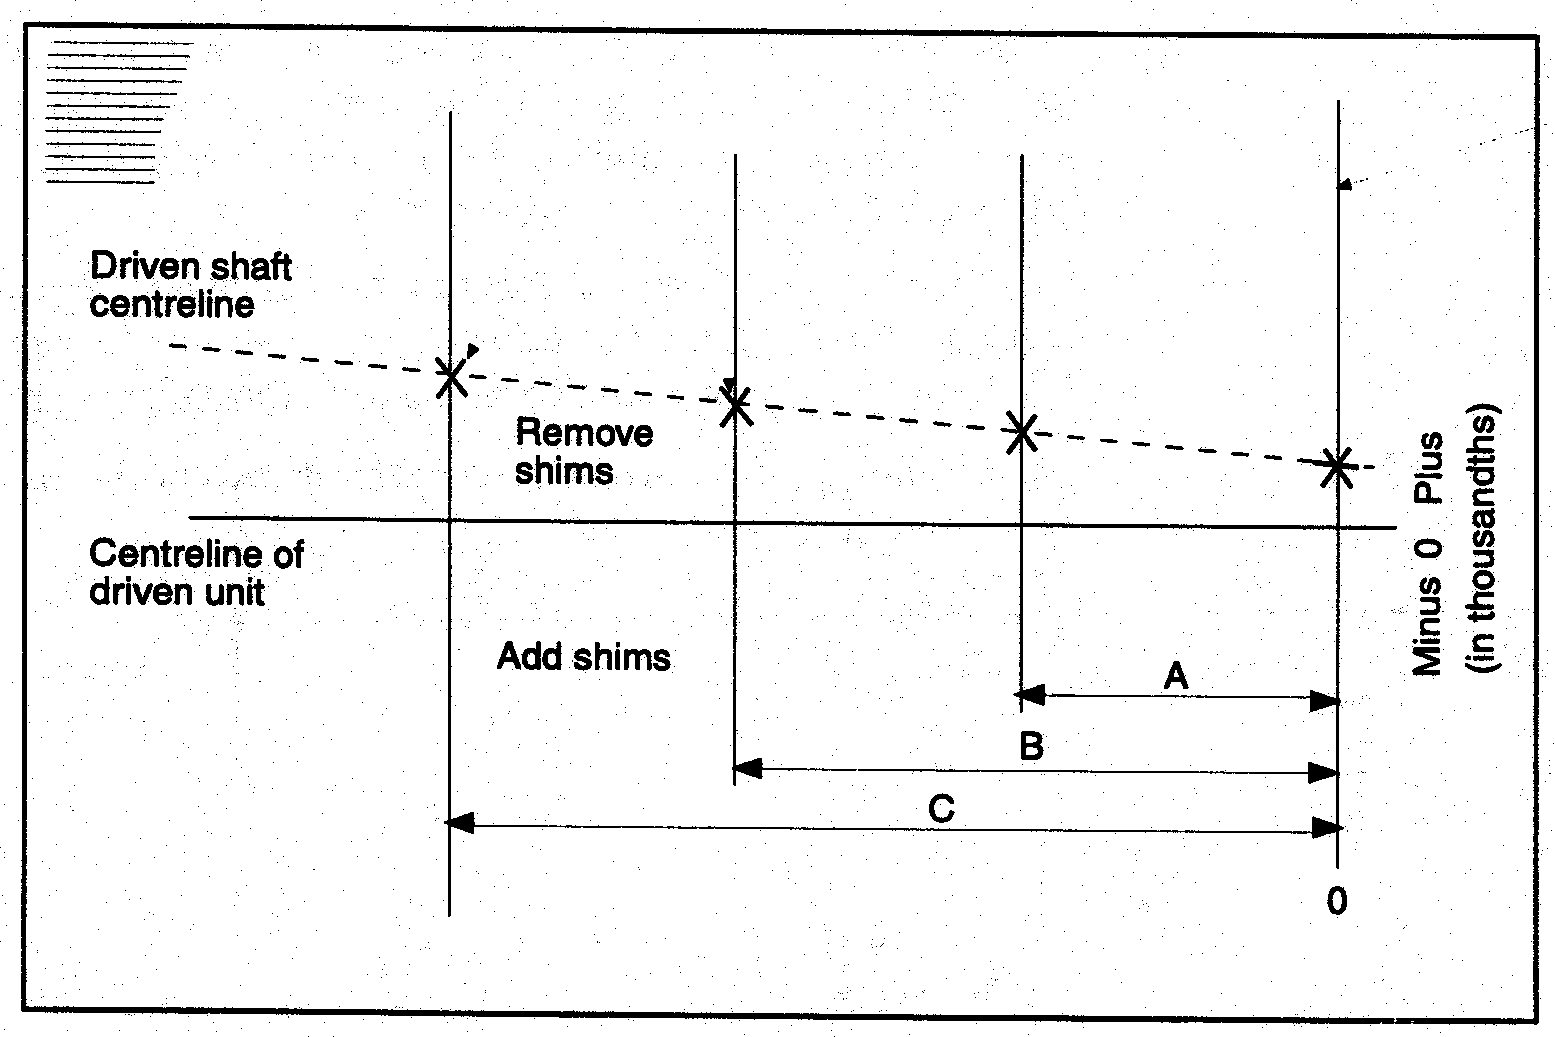 Driven shaft
centreline
Remove
shims
Centreline of
driven unit
Add shims
A
B
C
0
Minus 0 Plus
(in thousandths)